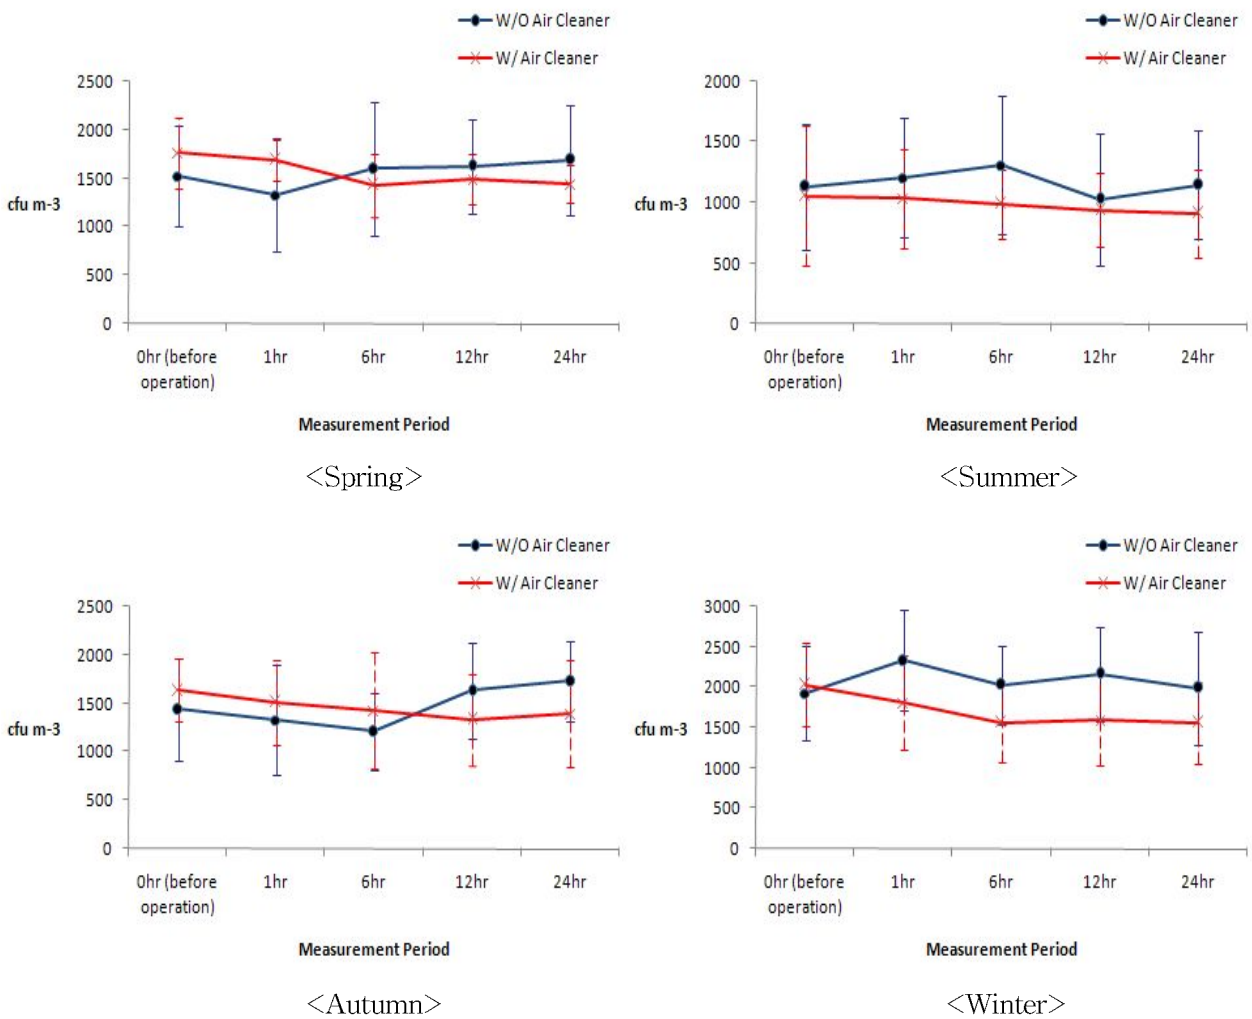 W/O Air Cleaner
W/ Air Cleaner
2500
2000
1500
1000
500
0
cfu m-3
0hr (before operation)
1hr
6hr
12hr
24hr
Measurement Period
<Spring>
W/O Air Cleaner
W/ Air Cleaner
2000
1500
1000
500
0
cfu m-3
0hr (before operation)
1hr
6hr
12hr
24hr
Measurement Period
<Summer>
W/O Air Cleaner
W/ Air Cleaner
2500
2000
1500
1000
500
0
cfu m-3
0hr (before operation)
1hr
6hr
12hr
24hr
Measurement Period
<Autumn>
W/O Air Cleaner
W/ Air Cleaner
3000
2500
2000
1500
1000
500
0
cfu m-3
0hr (before operation)
1hr
6hr
12hr
24hr
Measurement Period
<Winter>